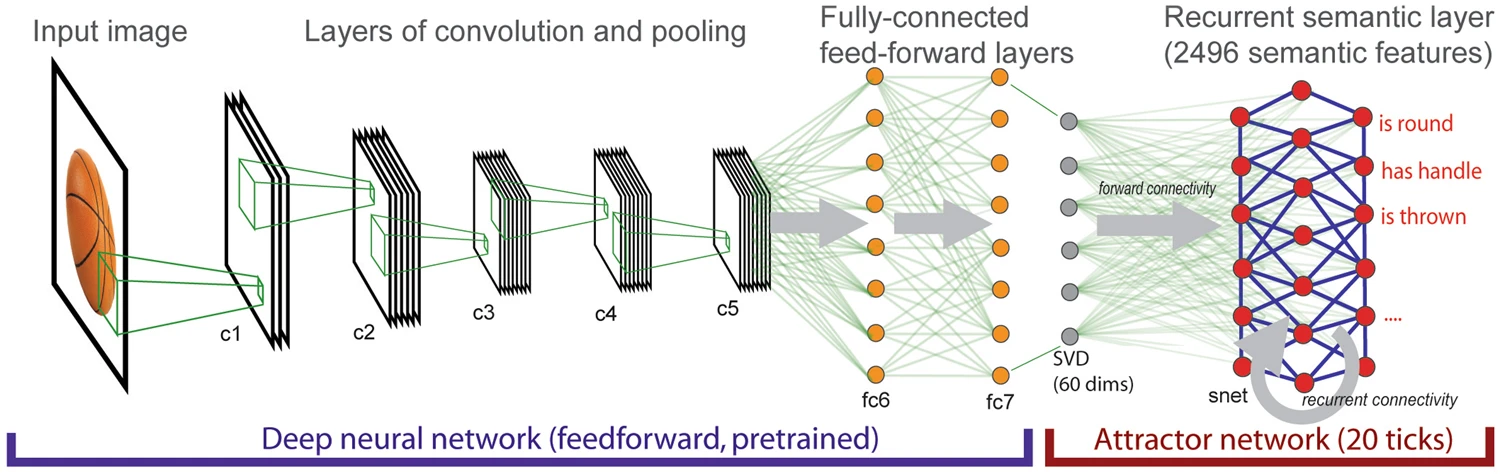 Input image
Layers of convolution and pooling
Fully-connected
feed-forward layers
Recurrent semantic layer
(2496 semantic features)
is round
has handle
is thrown
....
forward connectivity
c1
c2
c3
c4
c5
fc6
fc7
SVD
(60 dims)
snet
recurrent connectivity
Deep neural network (feedforward, pretrained)
Attractor network (20 ticks)